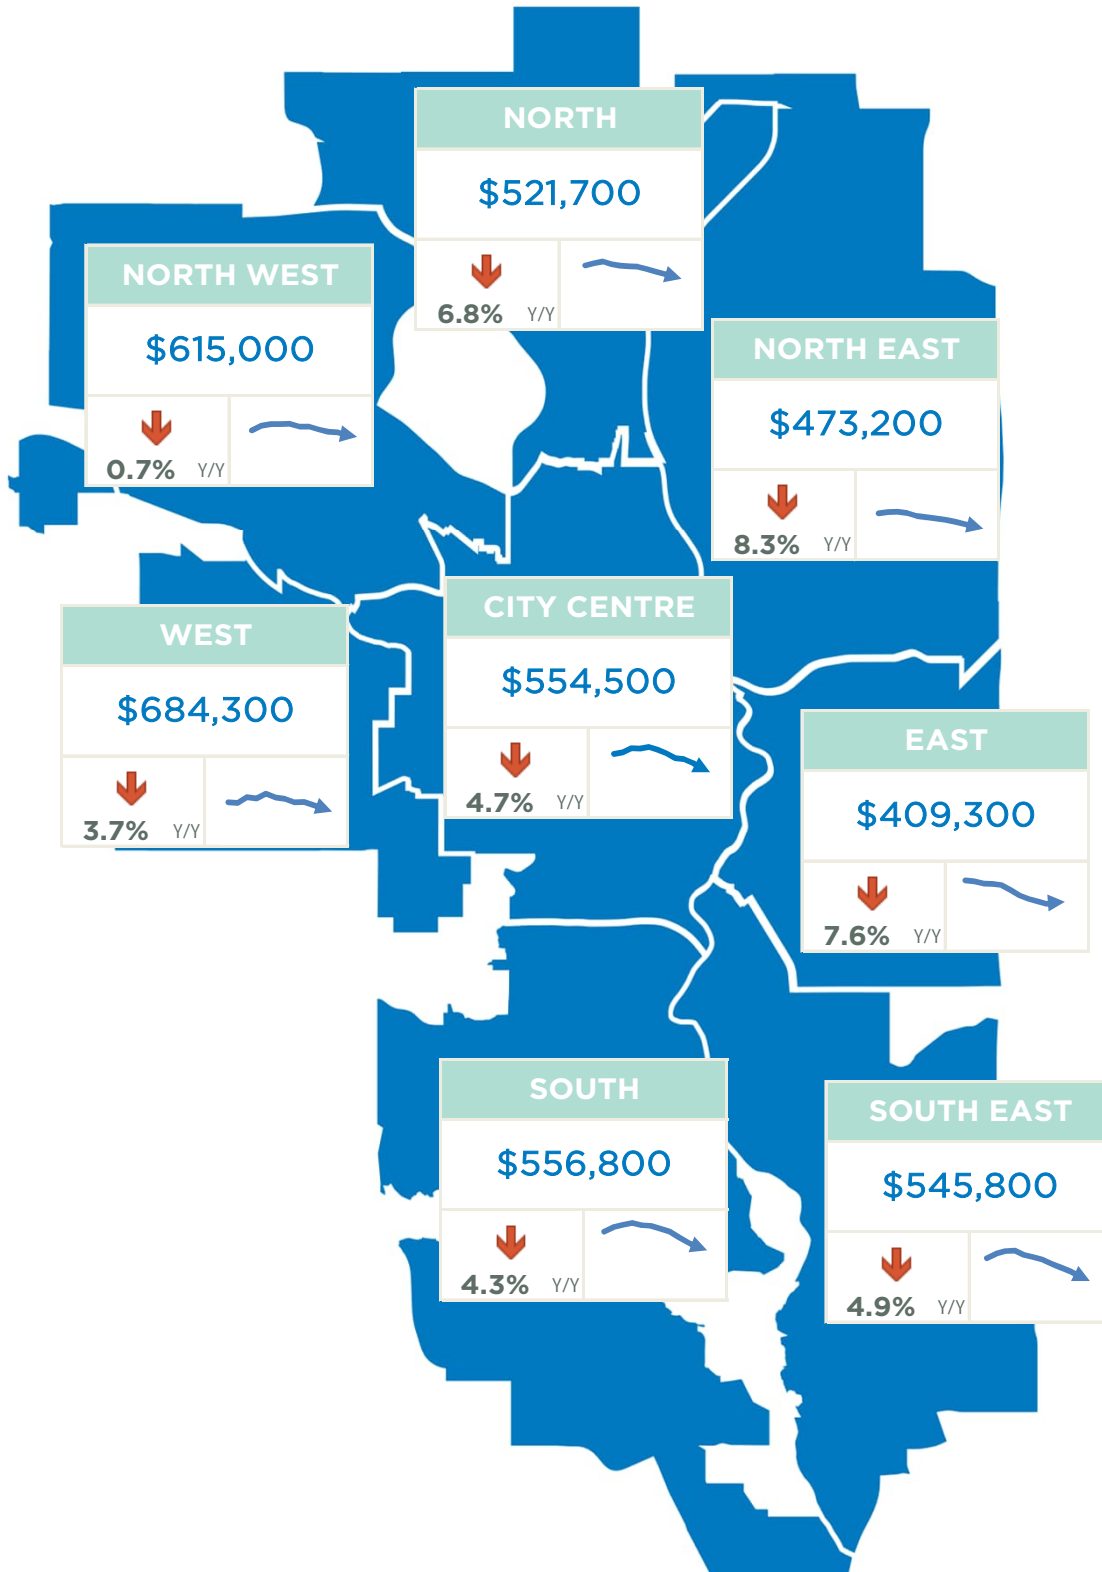 NORTH
$521,700
6.8% Y/Y
NORTH WEST
$615,000
0.7% Y/Y
NORTH EAST
$473,200
8.3% Y/Y
CITY CENTRE
$554,500
4.7% Y/Y
WEST
$684,300
3.7% Y/Y
EAST
$409,300
7.6% Y/Y
SOUTH
$556,800
4.3% Y/Y
SOUTH EAST
$545,800
4.9% Y/Y